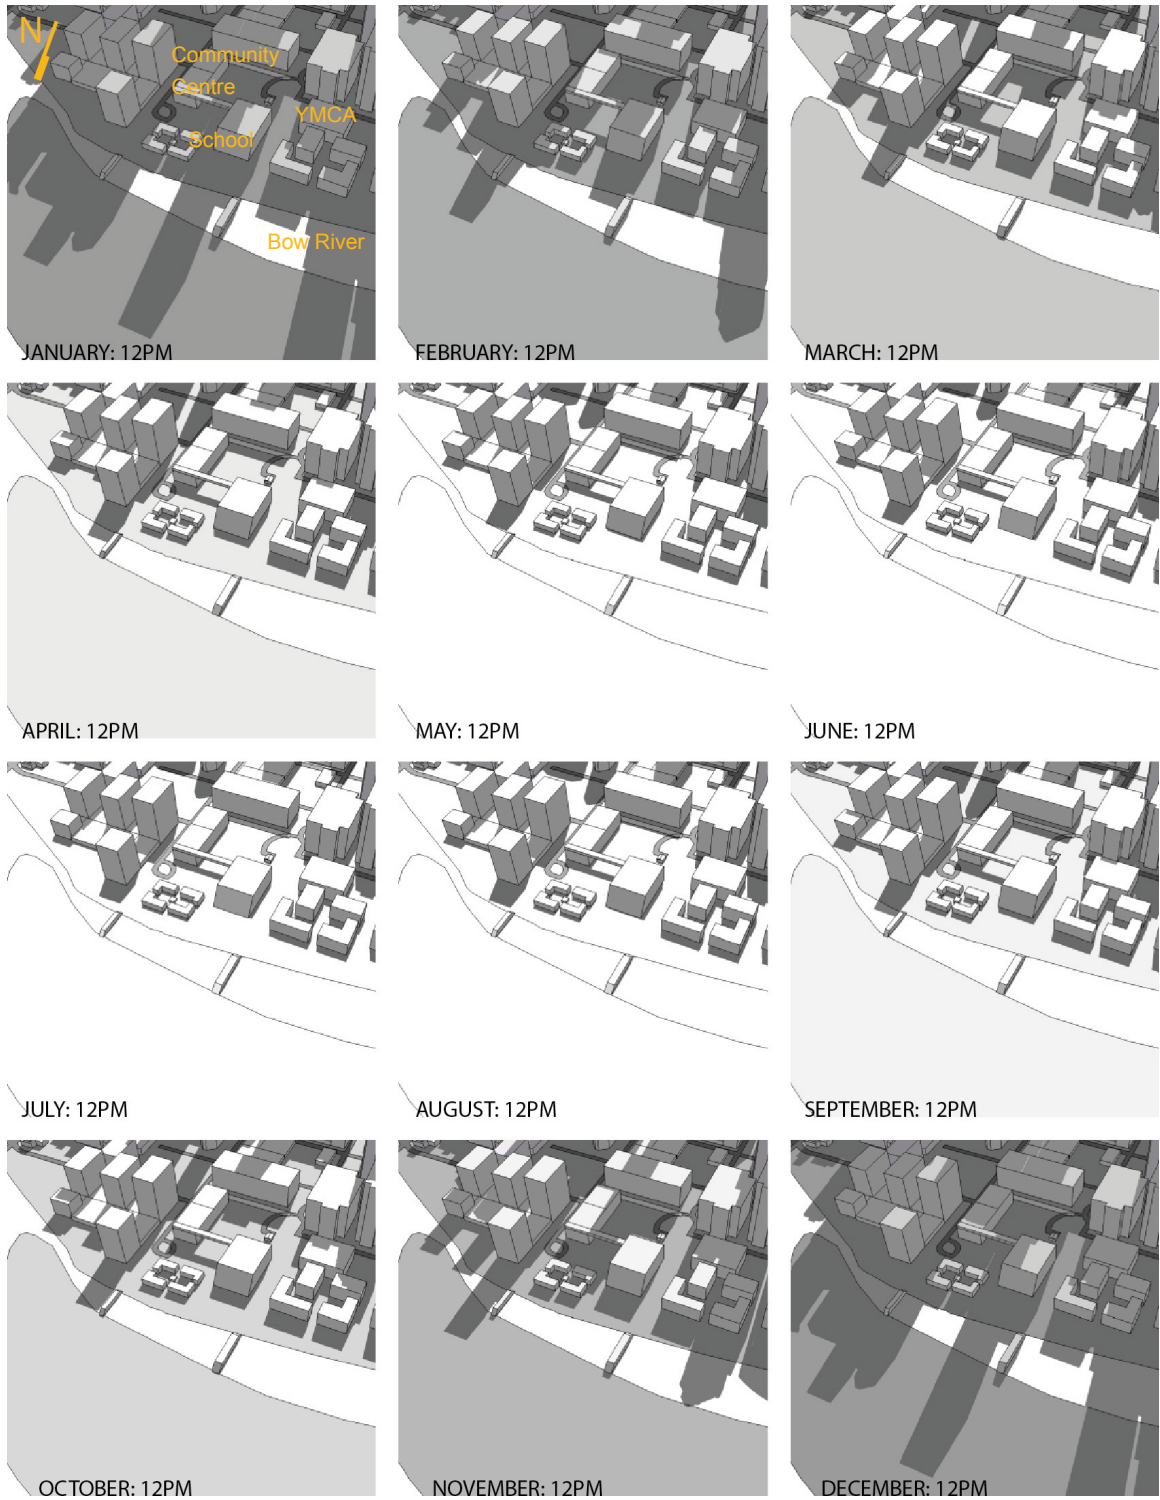 N
Community
Centre
YMCA
School
Bow River
JANUARY: 12PM
FEBRUARY: 12PM
MARCH: 12PM
APRIL: 12PM
MAY: 12PM
JUNE: 12PM
JULY: 12PM
AUGUST: 12PM
SEPTEMBER: 12PM
OCTOBER: 12PM
NOVEMBER: 12PM
DECEMBER: 12PM